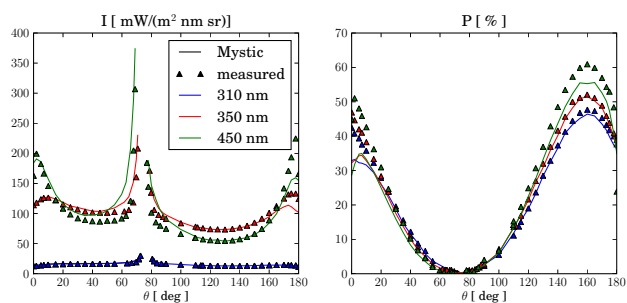 I [ mW/(m² nm sr)]
400
350
300
250
200
150
100
50
0
0 20 40 60 80 100 120 140 160 180
θ [ deg]
Mystic
measured
310 nm
350 nm
450 nm
P [ %]
70
60
50
40
30
20
10
0
0 20 40 60 80 100 120 140 160 180
θ [ deg]